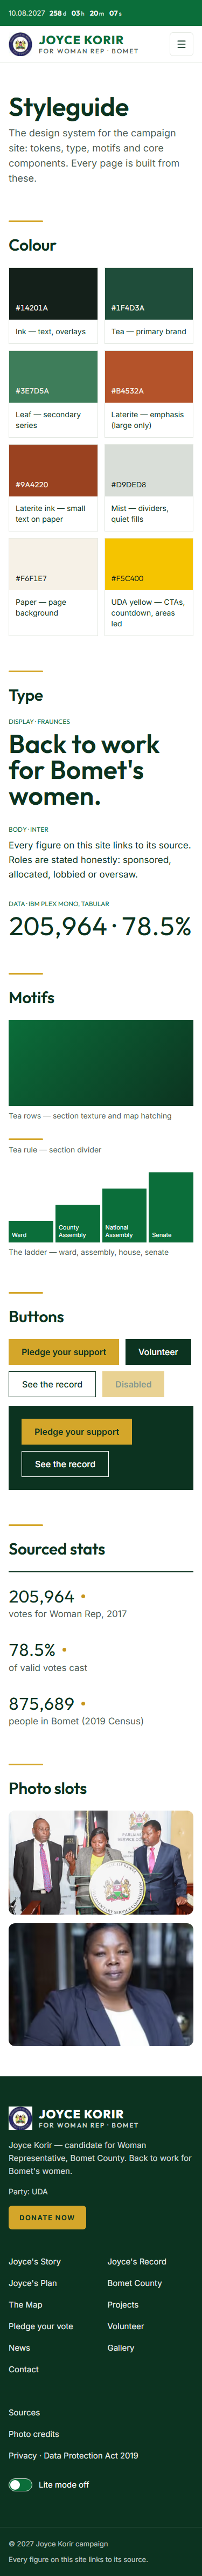 10.08.2027 258 d 03 h 20 m 07 s
JOYCE KORIR
FOR WOMAN REP · BOMET
Styleguide
The design system for the campaign
site: tokens, type, motifs and core
components. Every page is built from
these.
Colour
#14201A
Ink — text, overlays
#1F4D3A
Tea — primary brand
#3E7D5A
Leaf — secondary
series
#B4532A
Laterite — emphasis
(large only)
#9A4220
Laterite ink — small
text on paper
#D9DED8
Mist — dividers,
quiet fills
#F6F1E7
Paper — page
background
#F5C400
UDA yellow — CTAs,
countdown, areas
led
Type
DISPLAY · FRAUNCES
Back to work
for Bomet's
women.
BODY · INTER
Every figure on this site links to its source.
Roles are stated honestly: sponsored,
allocated, lobbied or oversaw.
DATA · IBM PLEX MONO, TABULAR
205,964 · 78.5%
Motifs
Tea rows — section texture and map hatching
Tea rule — section divider
Ward
County
Assembly
National
Assembly
Senate
The ladder — ward, assembly, house, senate
Buttons
Pledge your support
Volunteer
See the record
Disabled
Pledge your support
See the record
Sourced stats
205,964
votes for Woman Rep, 2017
78.5%
of valid votes cast
875,689
people in Bomet (2019 Census)
Photo slots
JOYCE KORIR
FOR WOMAN REP · BOMET
Joyce Korir — candidate for Woman
Representative, Bomet County. Back to work for
Bomet's women.
Party: UDA
DONATE NOW
Joyce's Story
Joyce's Record
Joyce's Plan
Bomet County
The Map
Projects
Pledge your vote
Volunteer
News
Gallery
Contact
Sources
Photo credits
Privacy · Data Protection Act 2019
Lite mode off
© 2027 Joyce Korir campaign
Every figure on this site links to its source.